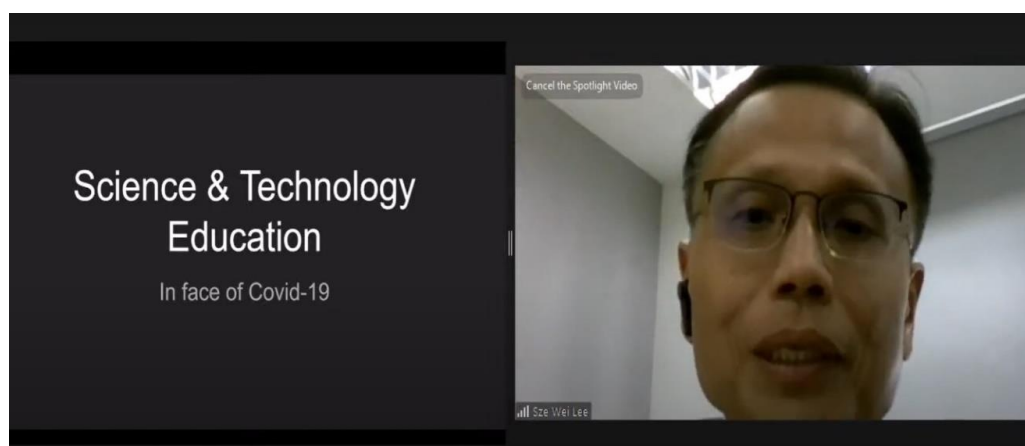 Science & Technology
Education
In face of Covid-19
Cancel the Spotlight Video
Sze Wei Lee